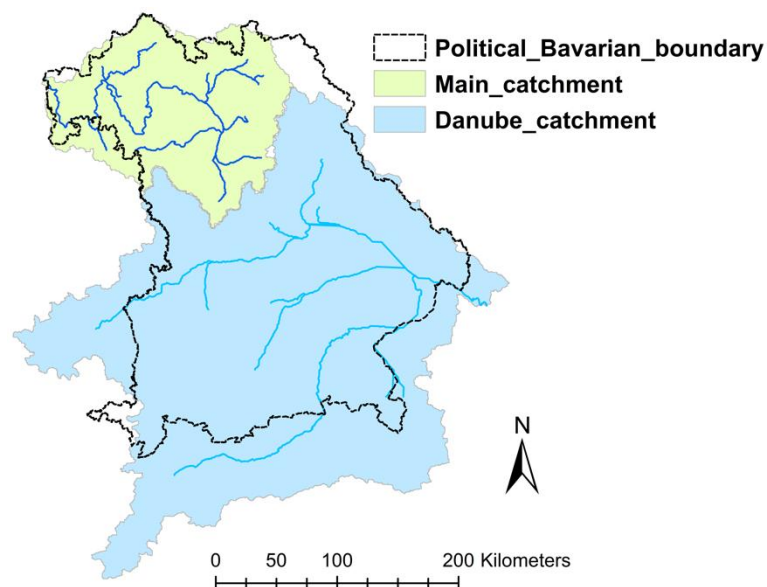 Political_Bavarian_boundary
Main_catchment
Danube_catchment
N
0 50 100 200 Kilometers